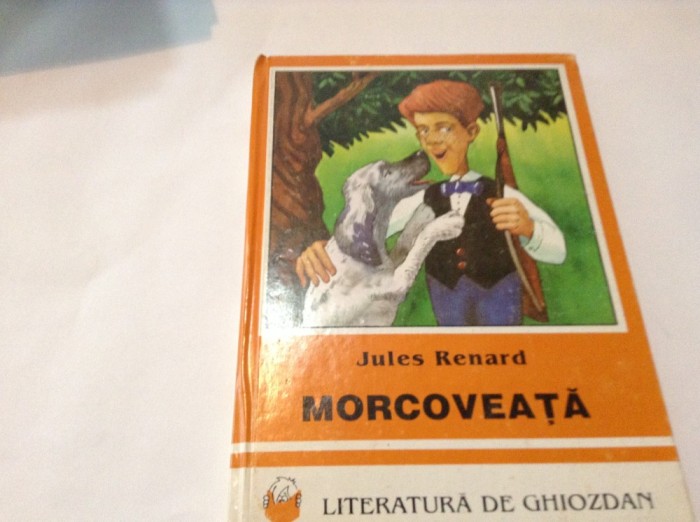 Jules Renard
MORCOVEAȚĂ
LITERATURĂ DE GHIOZDAN